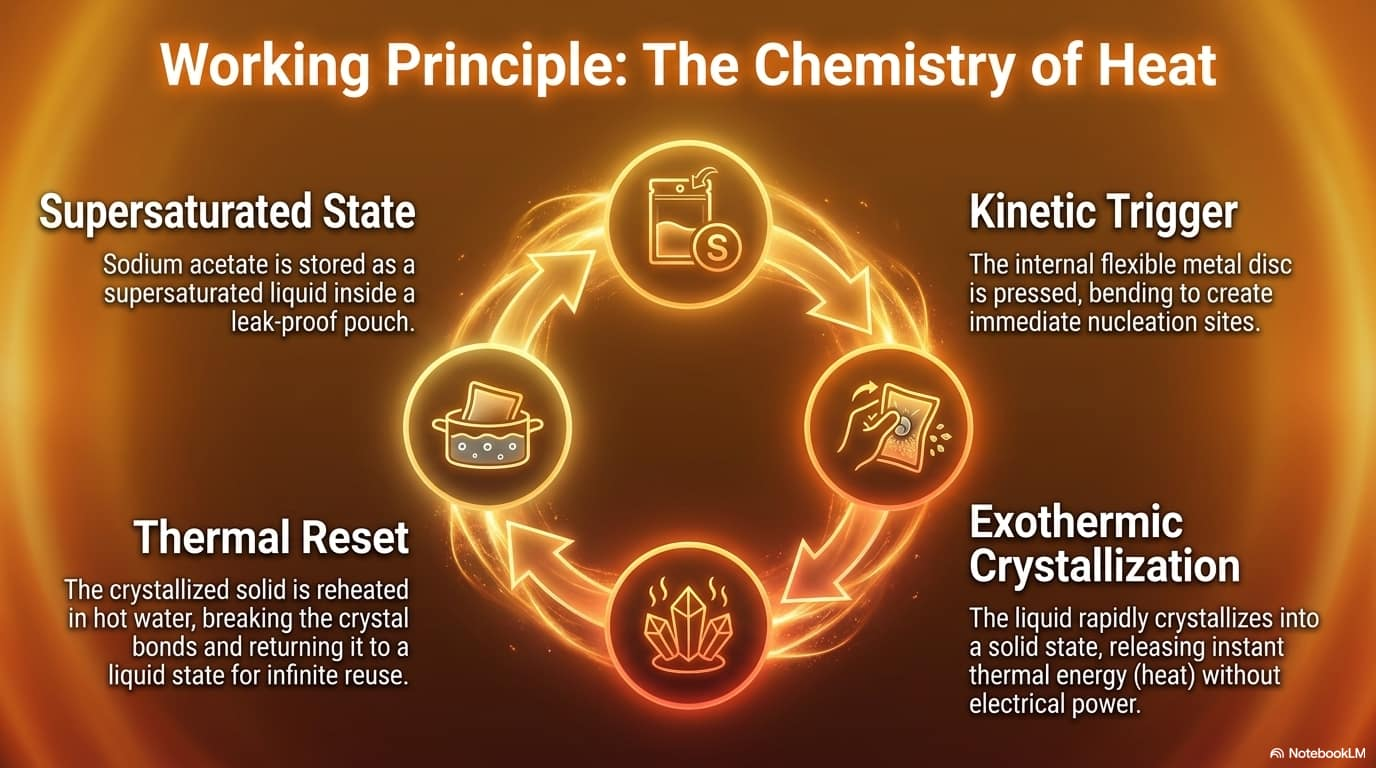 Working Principle: The Chemistry of Heat
Supersaturated State
Sodium acetate is stored as a
supersaturated liquid inside a
leak-proof pouch.
S
Kinetic Trigger
The internal flexible metal disc
is pressed, bending to create
immediate nucleation sites.
Thermal Reset
The crystallized solid is reheated
in hot water, breaking the crystal
bonds and returning it to a
liquid state for infinite reuse.
Exothermic
Crystallization
The liquid rapidly crystallizes into
a solid state, releasing instant
thermal energy (heat) without
electrical power.
NotebookLM